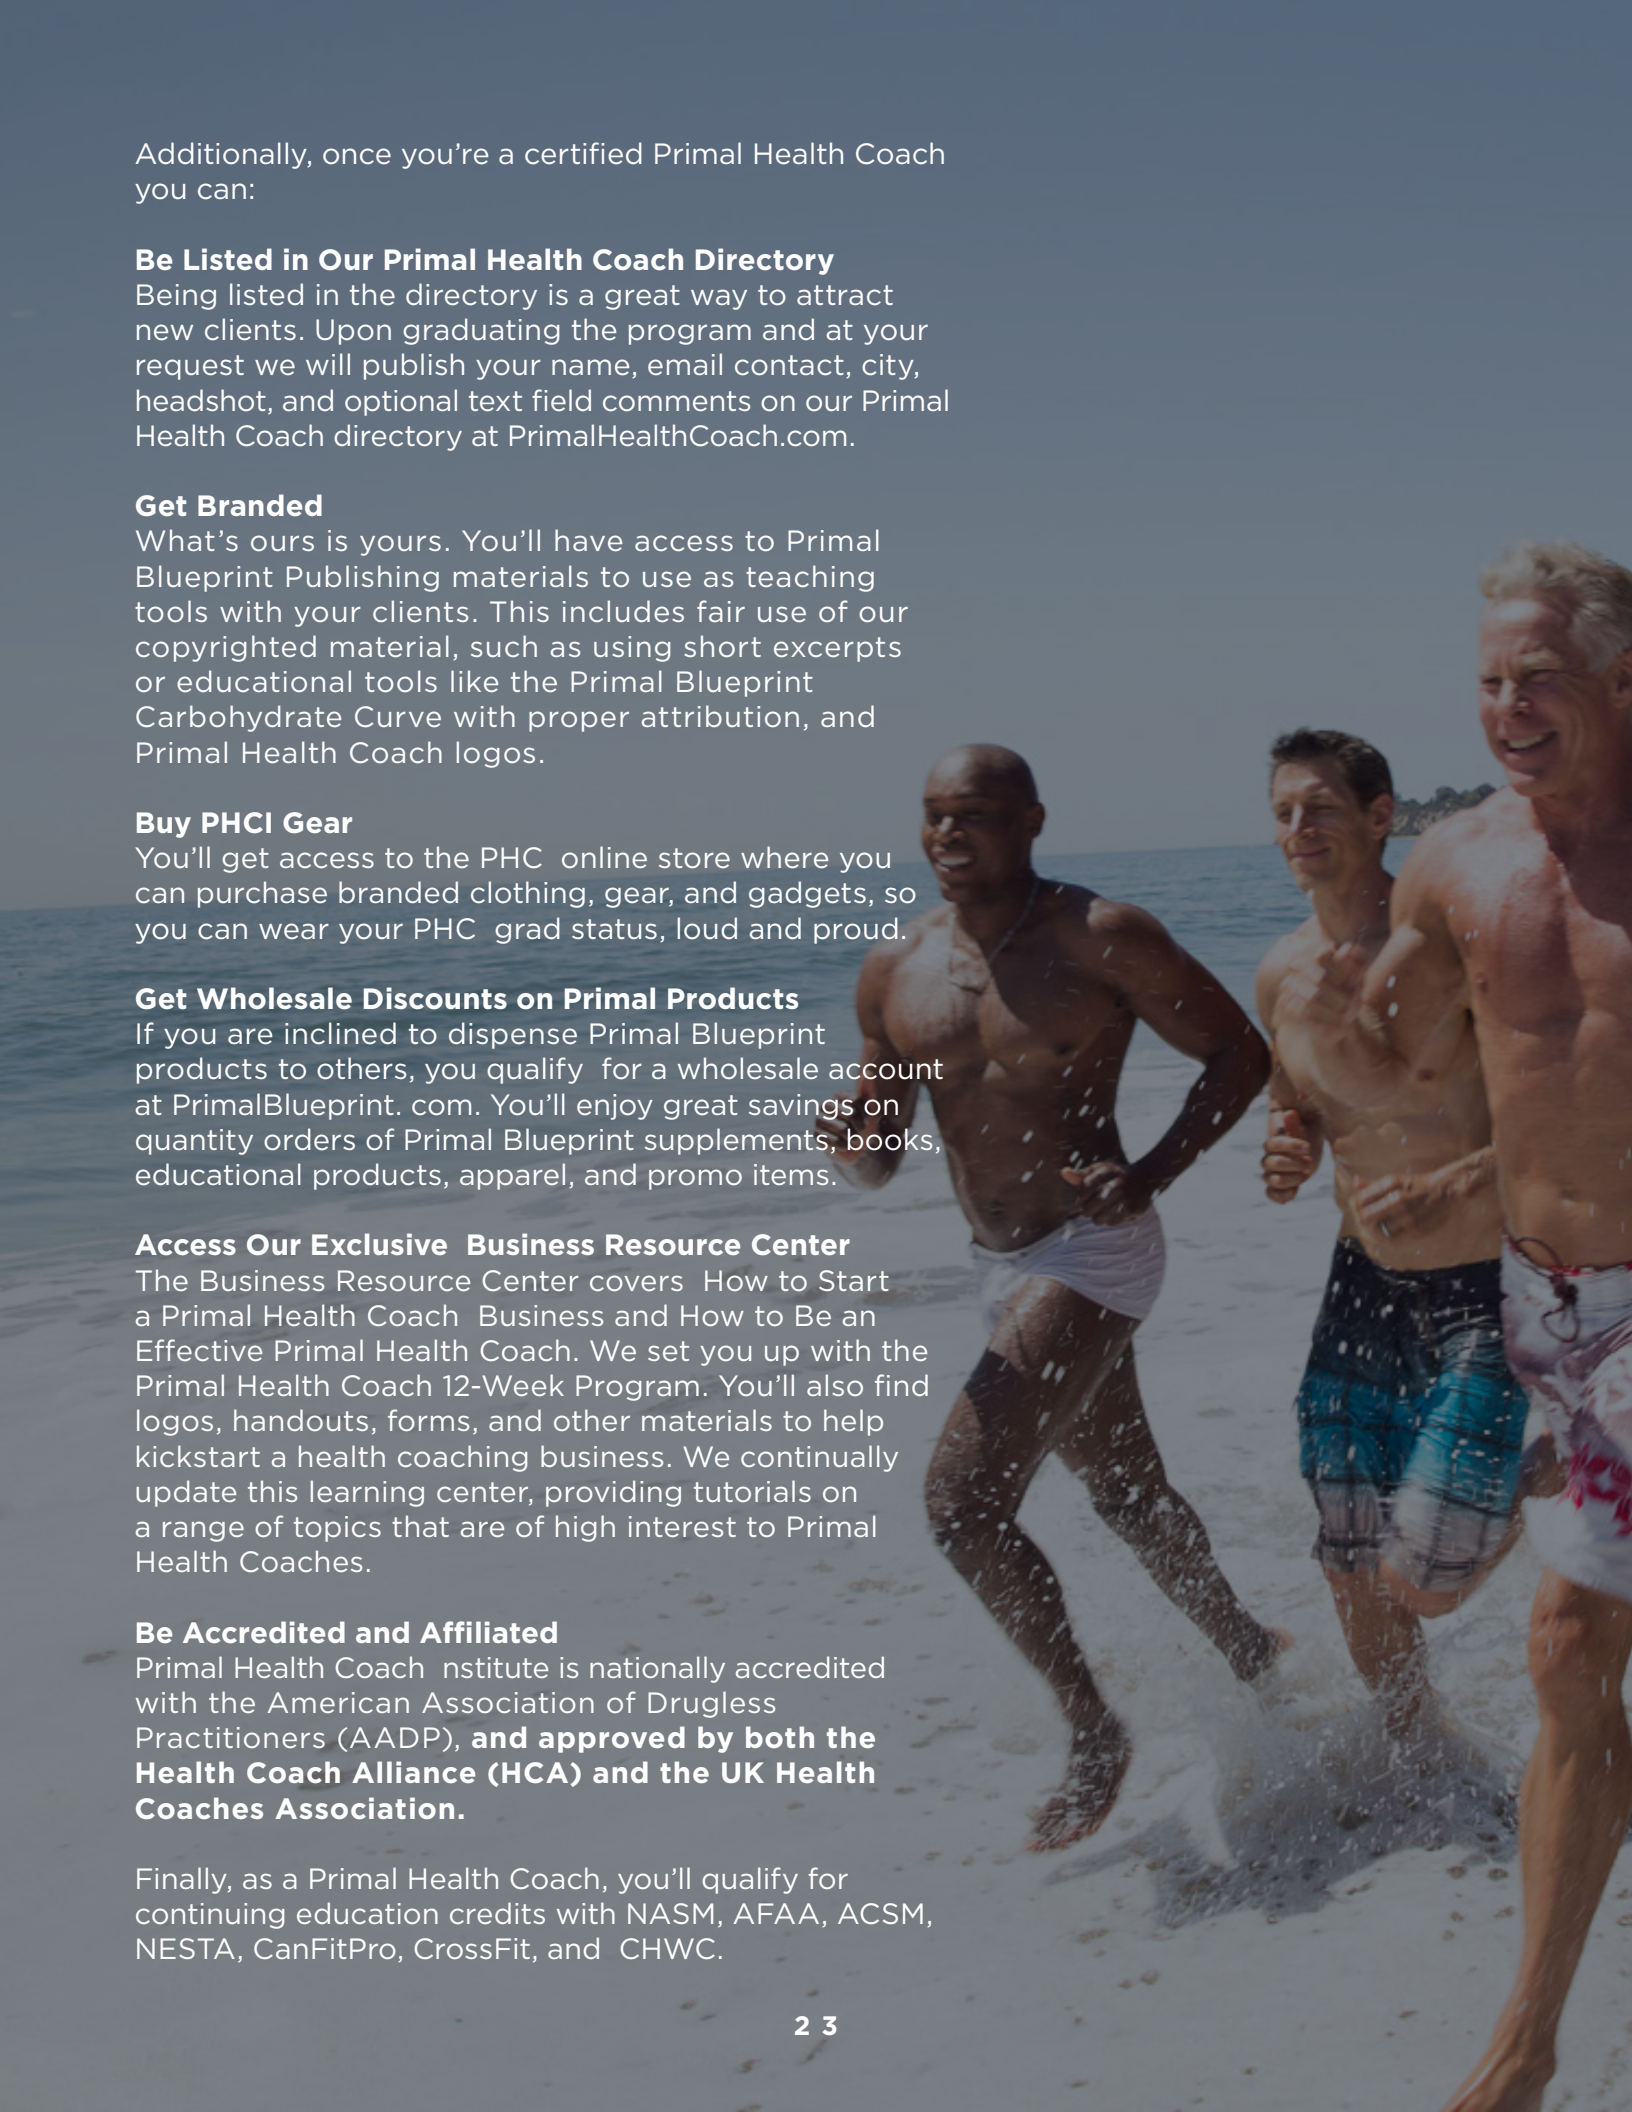 Additionally, once you’re a certified Primal Health Coach
you can:
Be Listed in Our Primal Health Coach Directory
Being listed in the directory is a great way to attract
new clients. Upon graduating the program and at your
request we will publish your name, email contact, city,
headshot, and optional text field comments on our Primal
Health Coach directory at PrimalHealthCoach.com.
Get Branded
What’s ours is yours. You’ll have access to Primal
Blueprint Publishing materials to use as teaching
tools with your clients. This includes fair use of our
copyrighted material, such as using short excerpts
or educational tools like the Primal Blueprint
Carbohydrate Curve with proper attribution, and
Primal Health Coach logos.
Buy PHCI Gear
You’ll get access to the PHC online store where you
can purchase branded clothing, gear, and gadgets, so
you can wear your PHC grad status, loud and proud.
Get Wholesale Discounts on Primal Products
If you are inclined to dispense Primal Blueprint
products to others, you qualify for a wholesale account
at PrimalBlueprint. com. You’ll enjoy great savings on
quantity orders of Primal Blueprint supplements, books,
educational products, apparel, and promo items.
Access Our Exclusive Business Resource Center
The Business Resource Center covers How to Start
a Primal Health Coach Business and How to Be an
Effective Primal Health Coach. We set you up with the
Primal Health Coach 12-Week Program. You’ll also find
logos, handouts, forms, and other materials to help
kickstart a health coaching business. We continually
update this learning center, providing tutorials on
a range of topics that are of high interest to Primal
Health Coaches.
Be Accredited and Affiliated
Primal Health Coach nstitute is nationally accredited
with the American Association of Drugless
Practitioners (AADP), and approved by both the
Health Coach Alliance (HCA) and the UK Health
Coaches Association.
Finally, as a Primal Health Coach, you’ll qualify for
continuing education credits with NASM, AFAA, ACSM,
NESTA, CanFitPro, CrossFit, and CHWC.
23